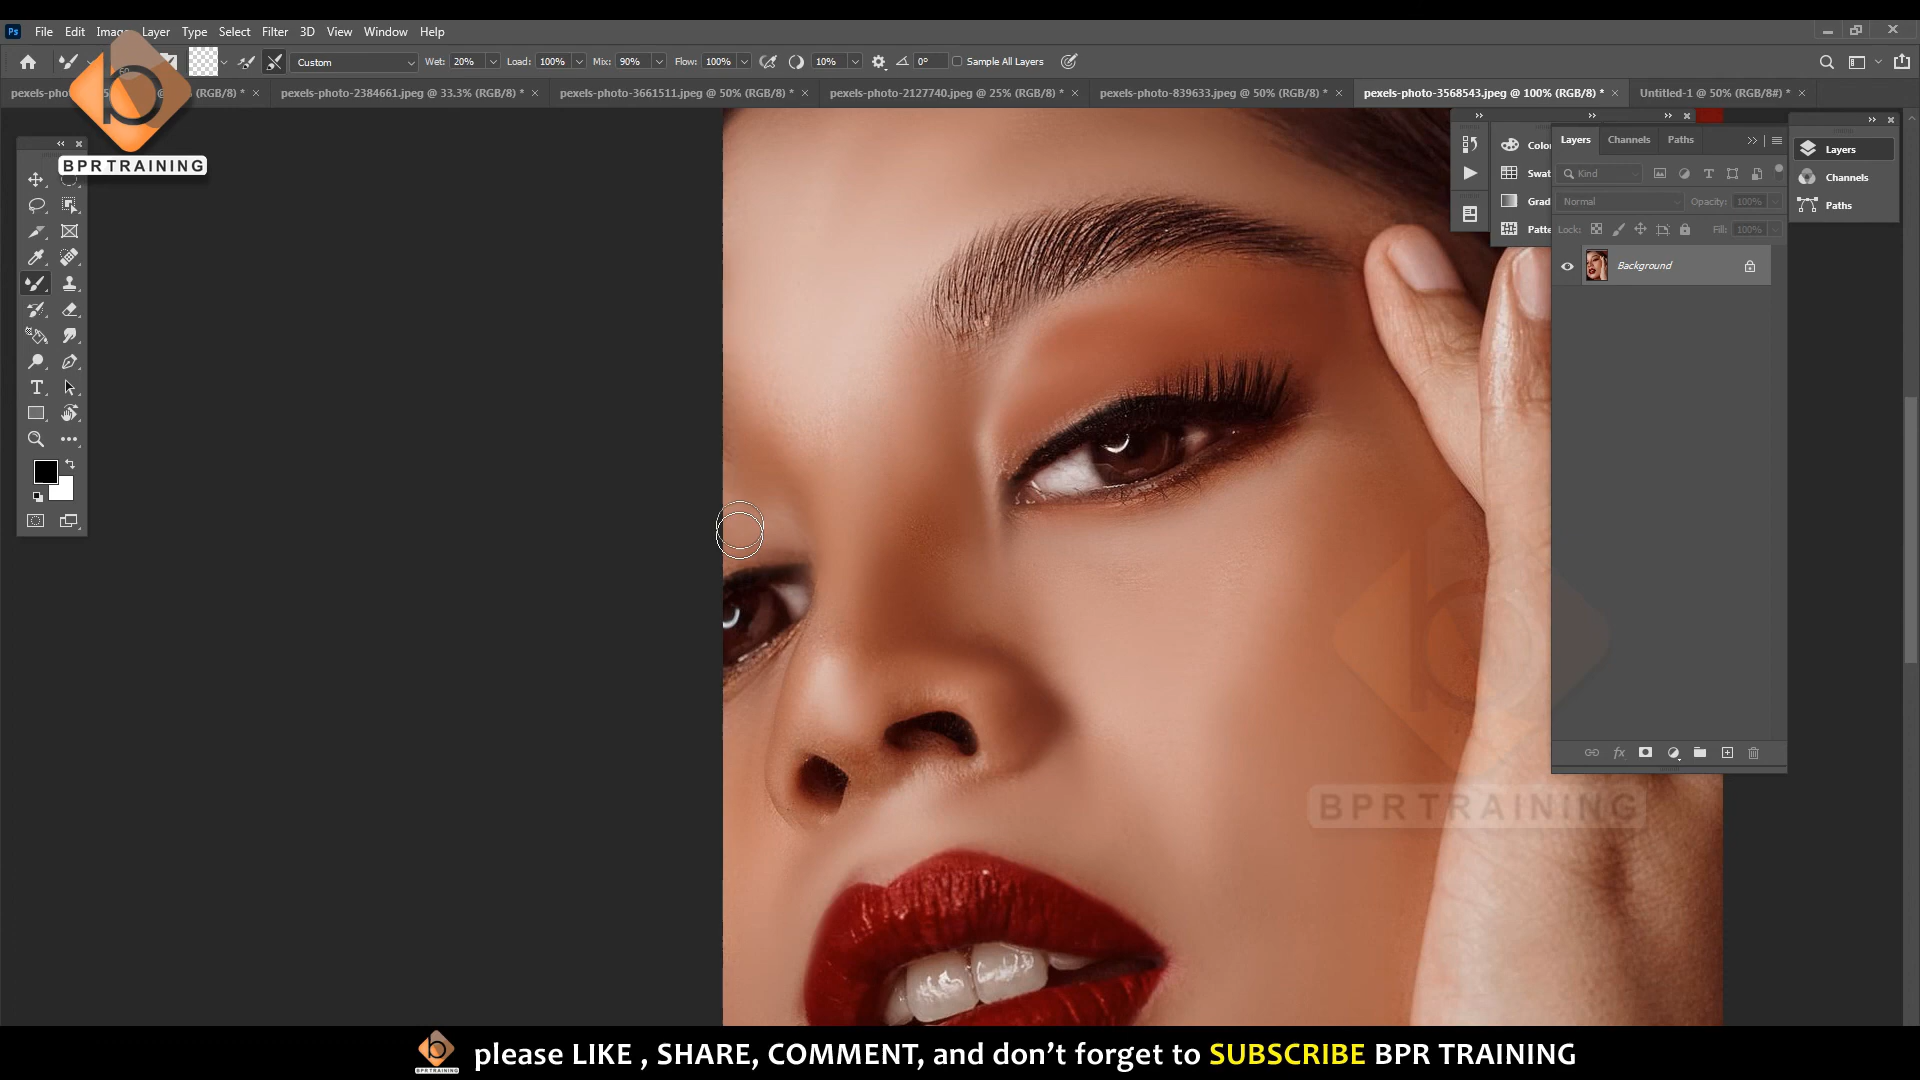 Ps File Edit Image Layer Type Select Filter 3D View Window Help
Custom Wet: 20% Load: 100% Mix: 90% Flow: 100% 10% 0° Sample All Layers
pexels-pho % (RGB/8) * × pexels-photo-2384661.jpeg @ 33.3% (RGB/8) * × pexels-photo-3661511.jpeg @ 50% (RGB/8) * × pexels-photo-2127740.jpeg @ 25% (RGB/8) * × pexels-photo-839633.jpeg @ 50% (RGB/8) * × pexels-photo-3568543.jpeg @ 100% (RGB/8) * × Untitled-1 @ 50% (RGB/8#) * ×
b
BPR TRAINING
Color
Swat
Grad
Patte
Layers Channels Paths
Kind
Normal Opacity: 100%
Lock: Fill: 100%
Background
fx
Layers
Channels
Paths
T
b
BPR TRAINING
b
BPR TRAINING
please LIKE , SHARE, COMMENT, and don't forget to SUBSCRIBE BPR TRAINING